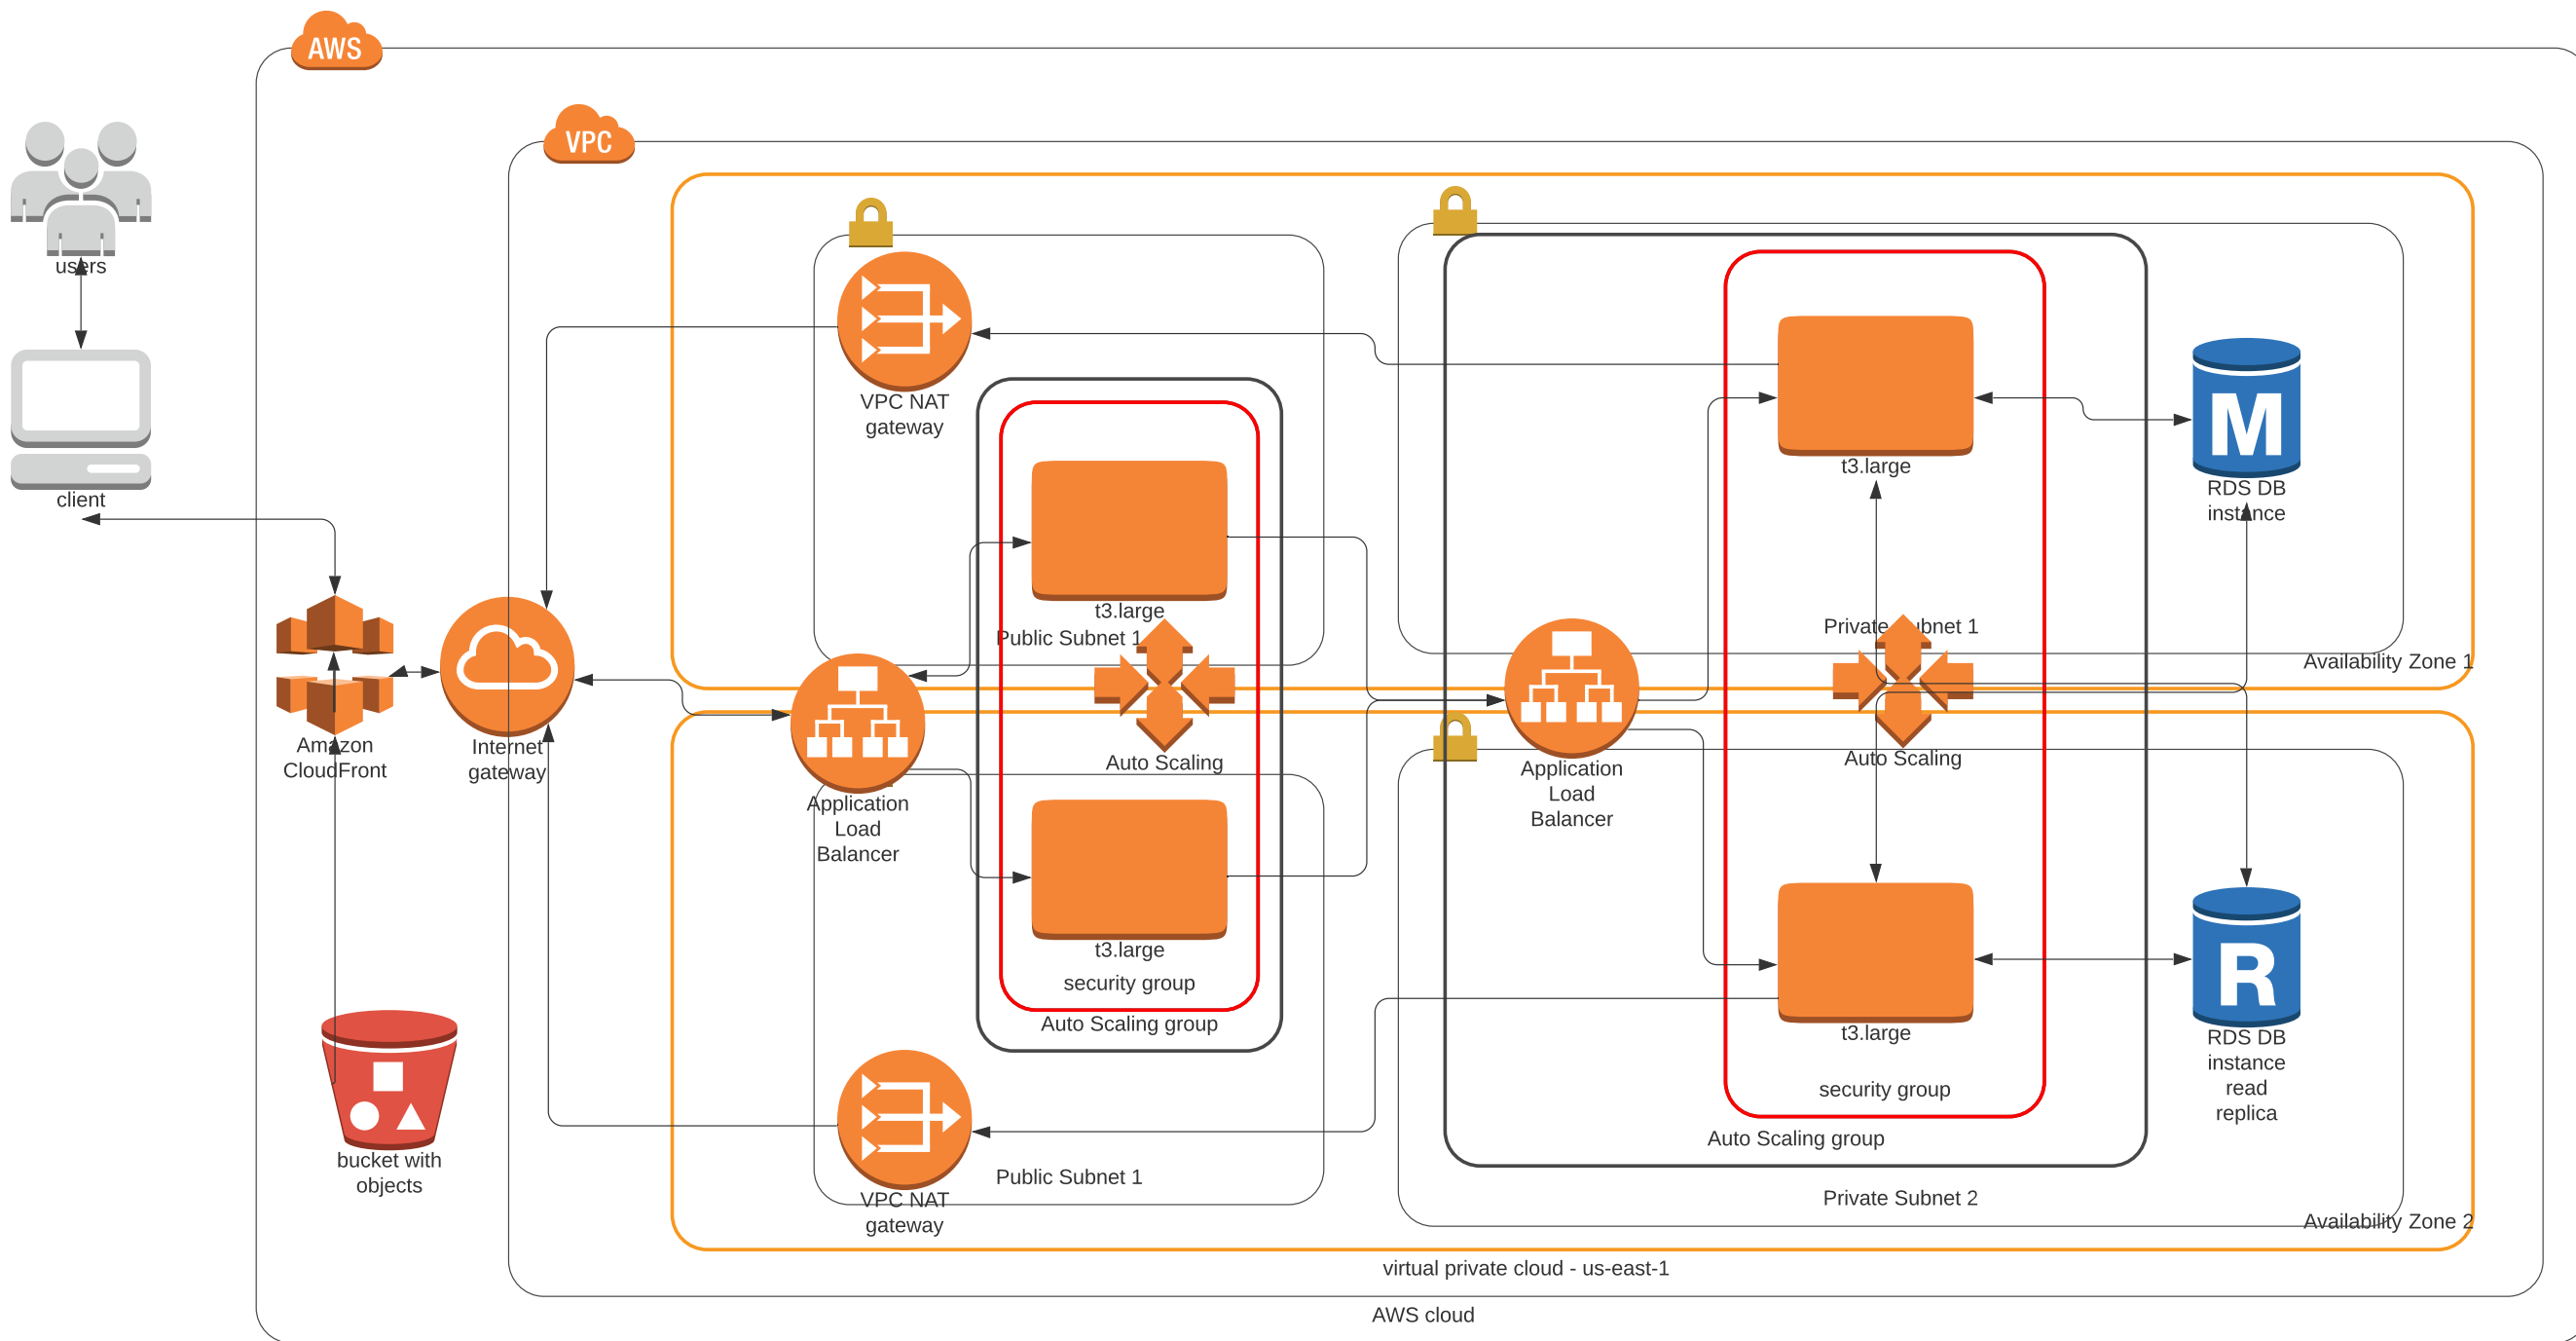 AWS
VPC
users
client
VPC NAT
gateway
t3.large
Public Subnet 1
Auto Scaling
t3.large
Private Subnet 1
Auto Scaling
M
RDS DB
instance
Availability Zone 1
Amazon
CloudFront
Internet
gateway
Application
Load
Balancer
Application
Load
Balancer
t3.large
security group
Auto Scaling group
t3.large
security group
Auto Scaling group
R
RDS DB
instance
read
replica
bucket with
objects
VPC NAT
gateway
Public Subnet 1
Private Subnet 2
Availability Zone 2
virtual private cloud - us-east-1
AWS cloud